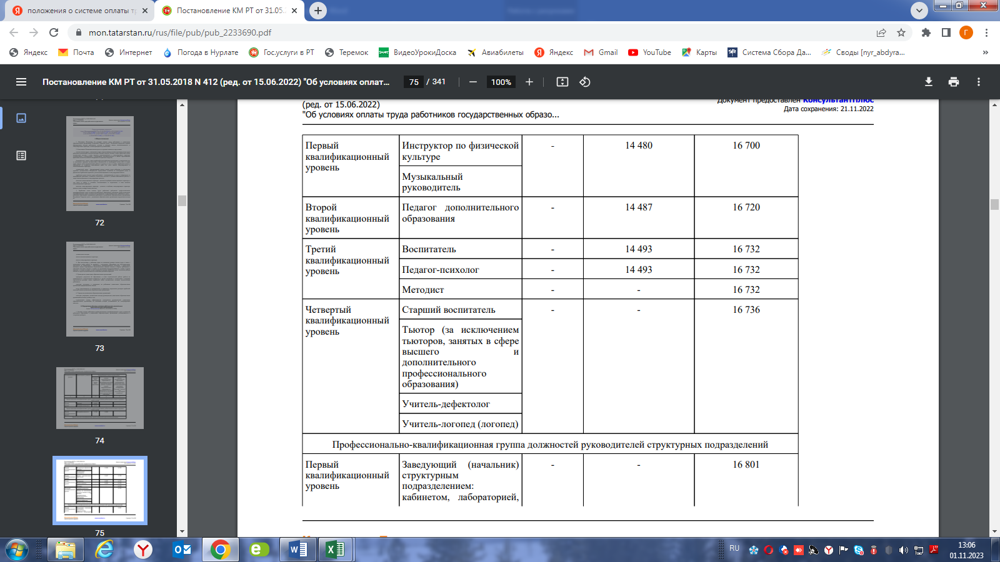 положения о системе оплаты тр
Постановление КМ РТ от 31.05.
mon.tatarstan.ru/rus/file/pub/pub_2233690.pdf
Г
Яндекс
Почта
Интернет
Погода в Нурлате
Гос.услуги в РТ
Теремок
ВидеоУрокиДоска
Авиабилеты
Яндекс
Gmail
YouTube
Карты
Система Сбора Да...
Своды [nyr_abdyra...
»
Постановление КМ РТ от 31.05.2018 N 412 (ред. от 15.06.2022) "Об условиях оплат...
75 / 341
100%
72
73
74
75
Документ предоставлен КонсультантПлюс
(ред. от 15.06.2022)
"Об условиях оплаты труда работников государственных образо...
Дата сохранения: 21.11.2022
Первый
квалификационный
уровень
Инструктор по физической
культуре
-
14 480
16 700
Музыкальный
руководитель
Второй
квалификационный
уровень
Педагог дополнительного
образования
-
14 487
16 720
Третий
квалификационный
уровень
Воспитатель
-
14 493
16 732
Педагог-психолог
-
14 493
16 732
Методист
-
-
16 732
Четвертый
квалификационный
уровень
Старший воспитатель
-
-
16 736
Тьютор (за исключением
тьюторов, занятых в сфере
высшего и
дополнительного
профессионального
образования)
Учитель-дефектолог
Учитель-логопед (логопед)
Профессионально-квалификационная группа должностей руководителей структурных подразделений
Первый
квалификационный
уровень
Заведующий (начальник)
структурным
подразделением:
кабинетом, лабораторией,
-
-
16 801
RU
13:06
01.11.2023